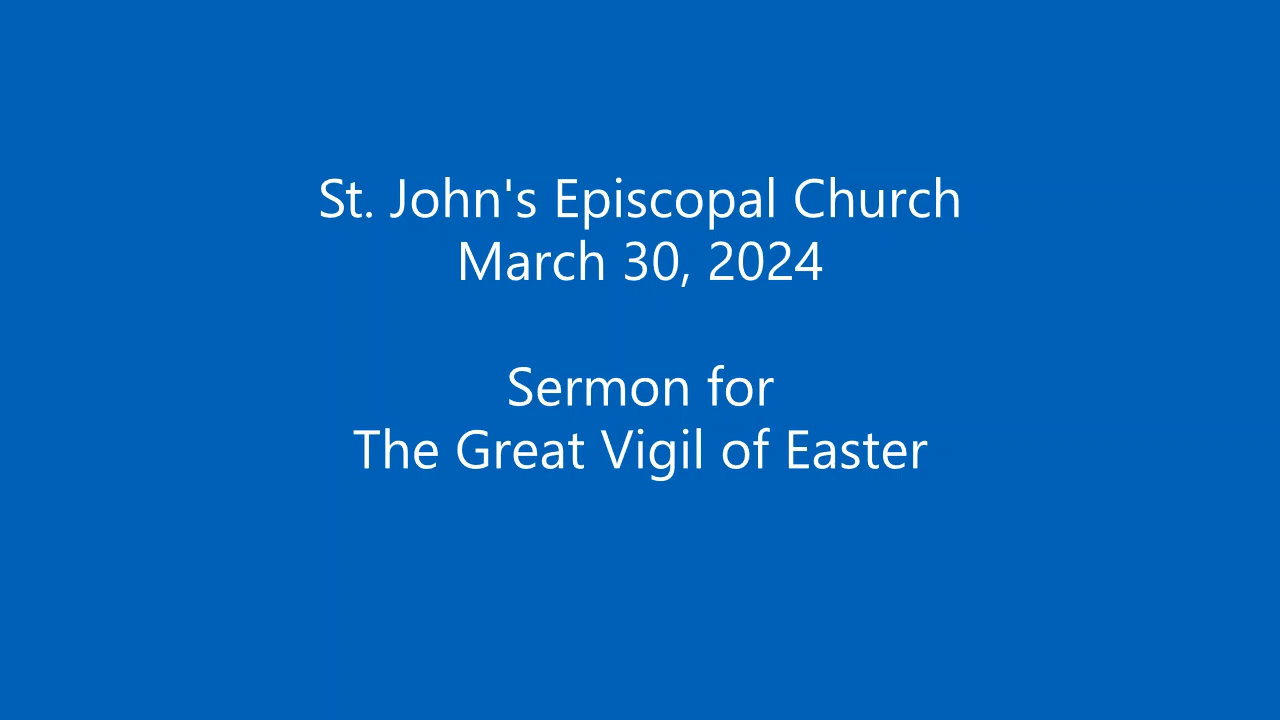 St. John's Episcopal Church
March 30, 2024
Sermon for
The Great Vigil of Easter